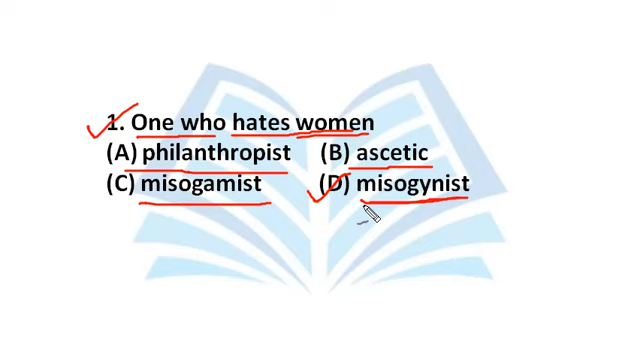 1. One who hates women
(A) philanthropist (B) ascetic
(C) misogamist (D) misogynist